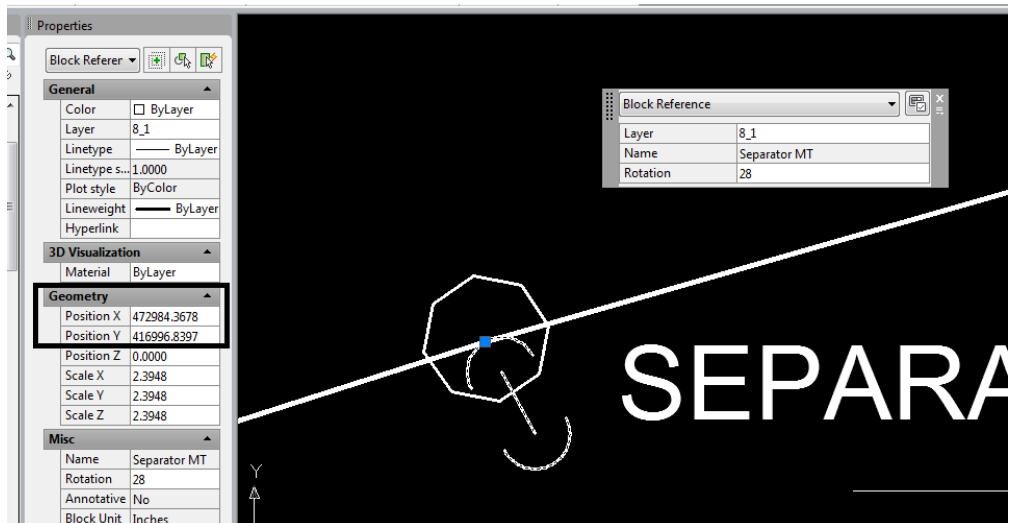 Properties
Block Referer
General
Color ByLayer
Layer 8_1
Linetype ByLayer
Linetype s... 1.0000
Plot style ByColor
Lineweight ByLayer
Hyperlink
3D Visualization
Material ByLayer
Geometry
Position X 472984.3678
Position Y 416996.8397
Position Z 0.0000
Scale X 2.3948
Scale Y 2.3948
Scale Z 2.3948
Misc
Name Separator MT
Rotation 28
Annotative No
Block Unit Inches
Block Reference
Layer 8_1
Name Separator MT
Rotation 28
SEPARA
Y